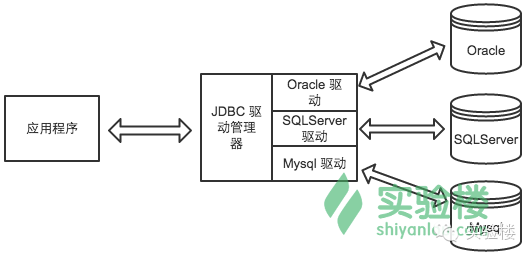 应用程序
JDBC 驱
动管理
器
Oracle 驱
动
SQLServer
驱动
Mysql 驱动
Oracle
SQLServer
Mysql
实验楼
shiyanlou.com
实验楼